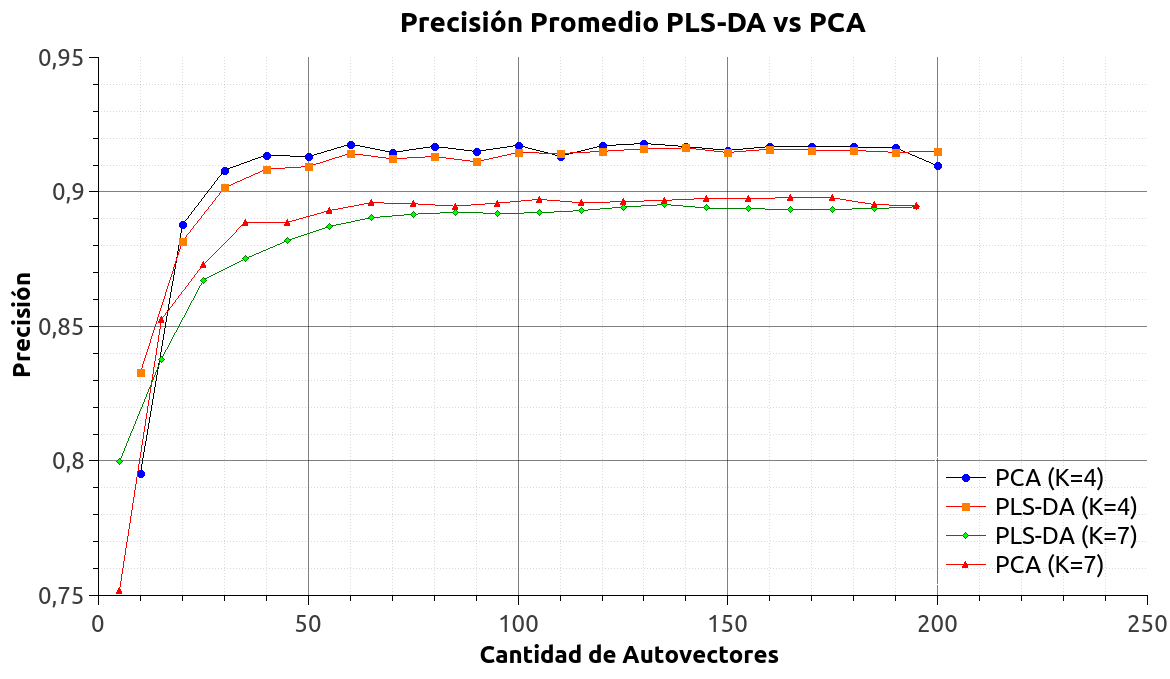 Precisión Promedio PLS-DA vs PCA
0,95
0,9
0,85
0,8
0,75
Precisión
0 50 100 150 200 250
Cantidad de Autovectores
PCA (K=4)
PLS-DA (K=4)
PLS-DA (K=7)
PCA (K=7)